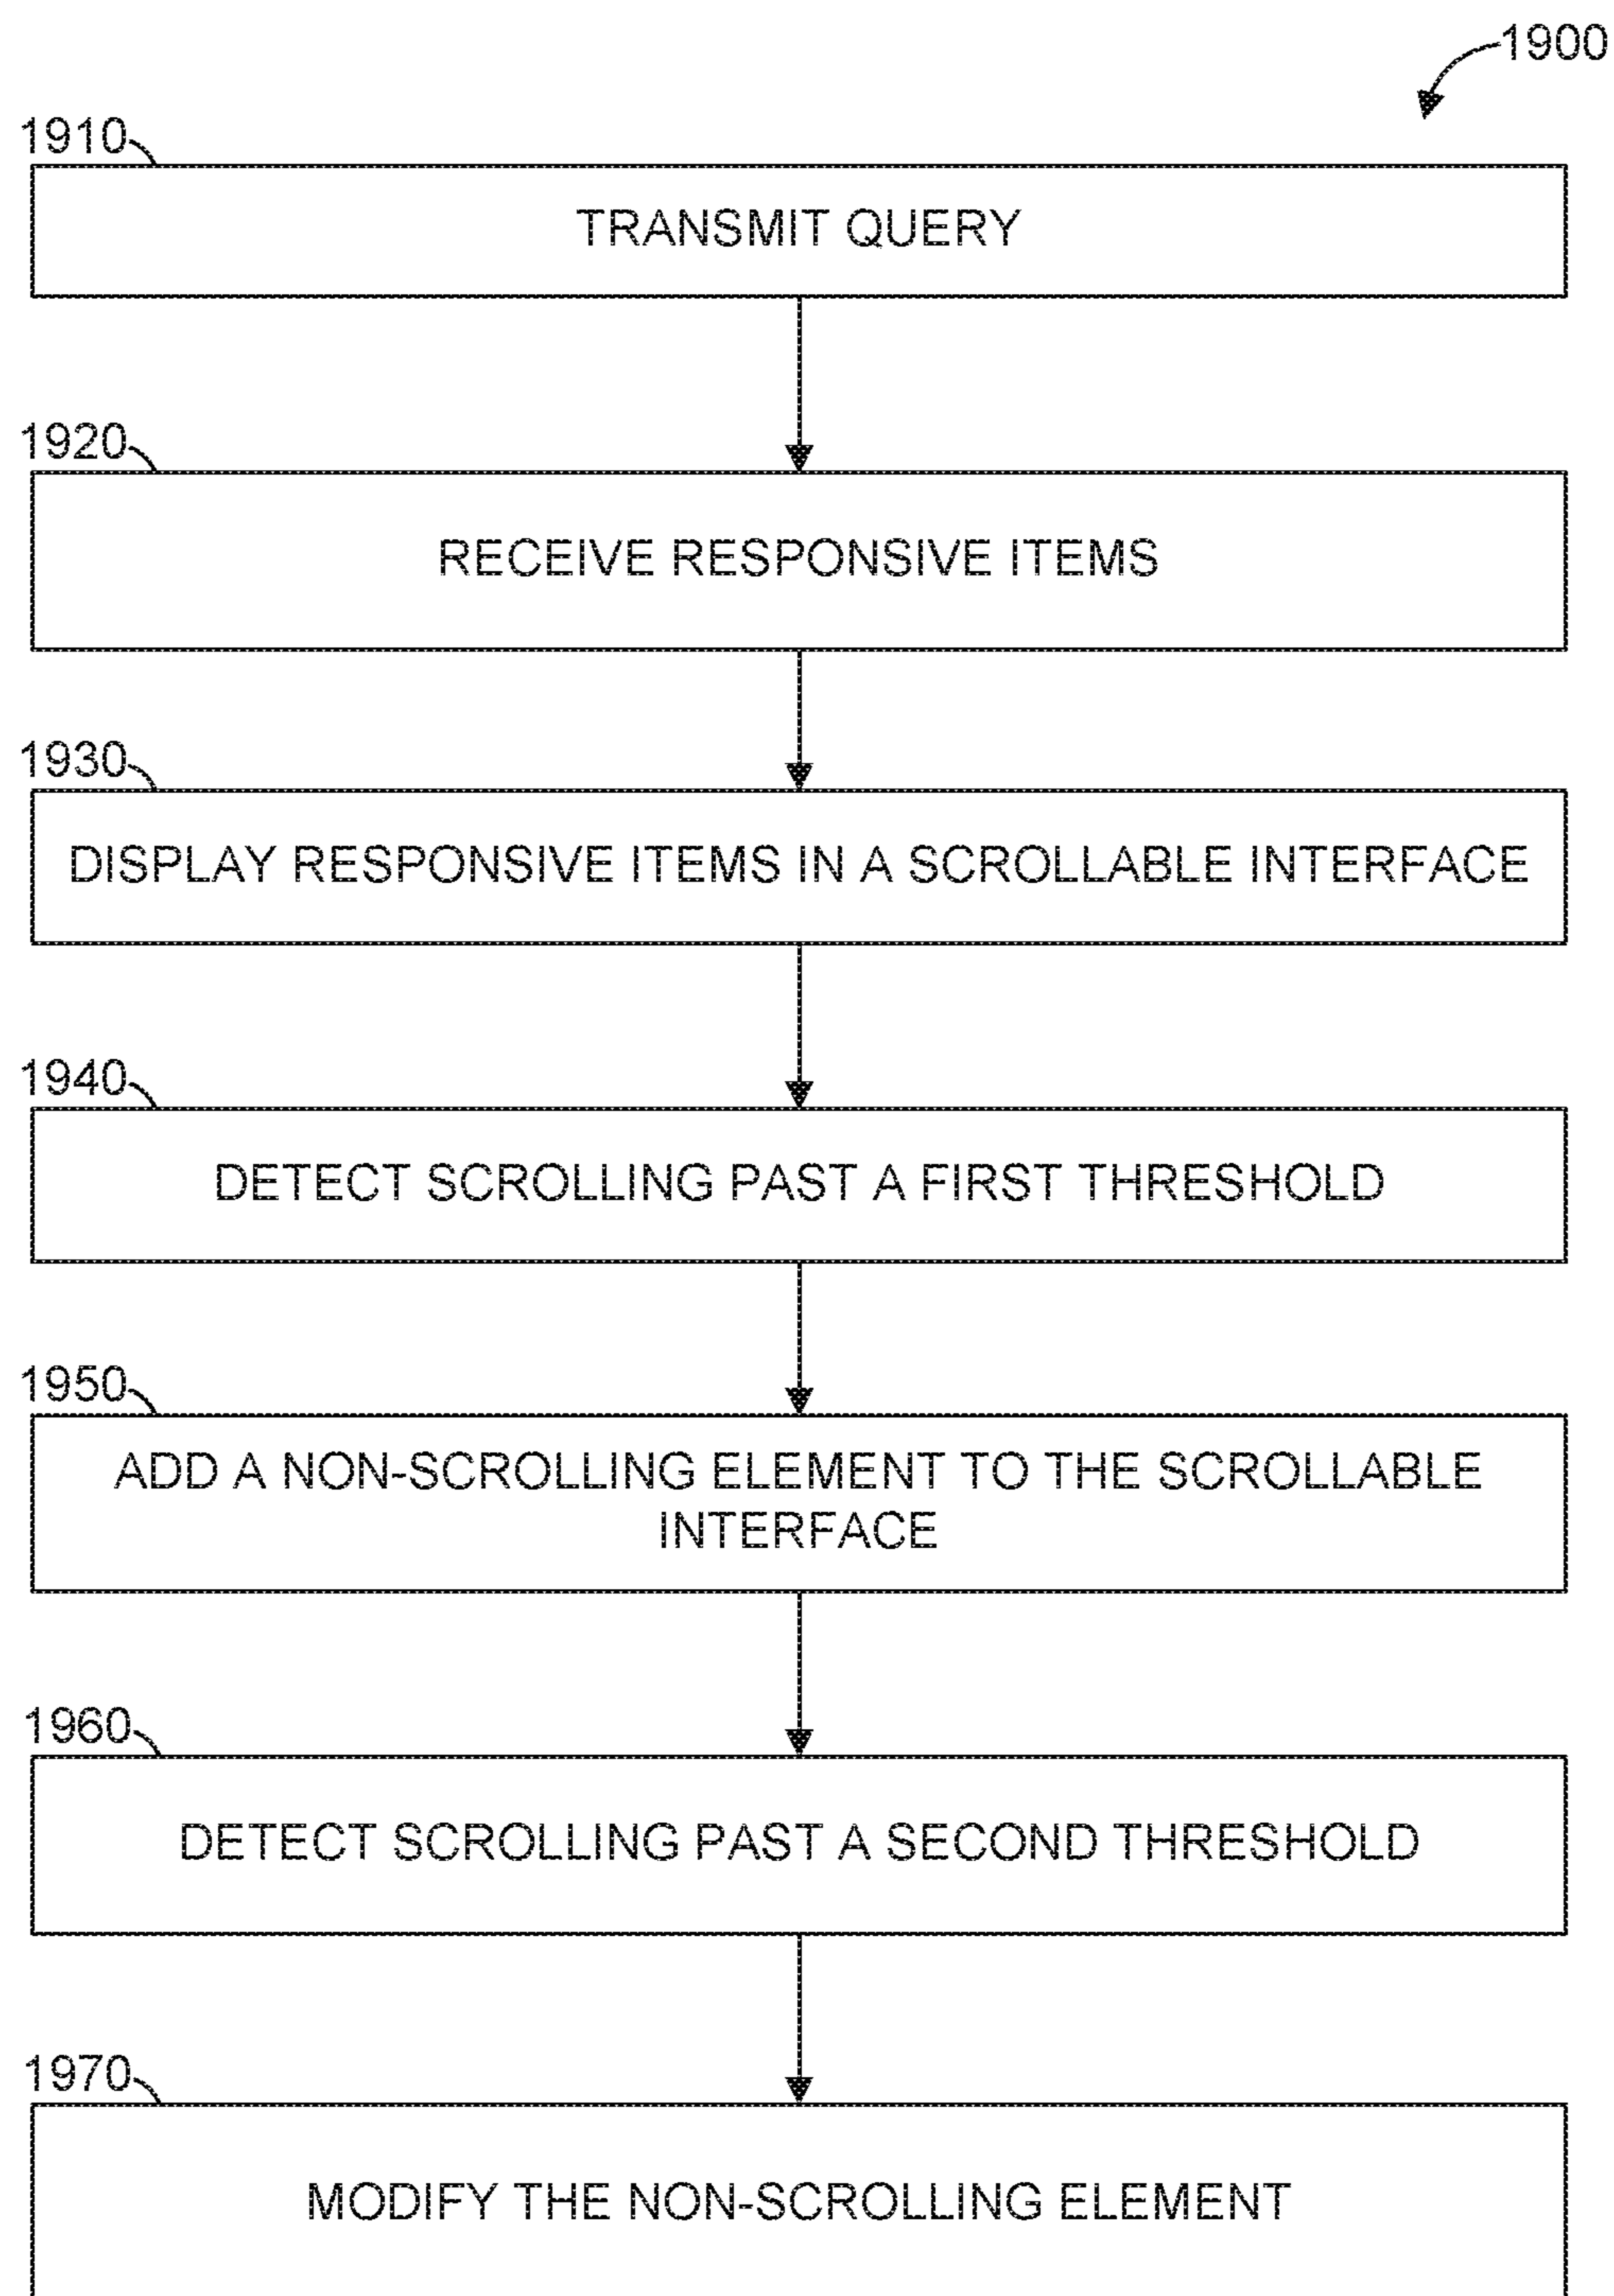 1900
1910
TRANSMIT QUERY
1920
RECEIVE RESPONSIVE ITEMS
1930
DISPLAY RESPONSIVE ITEMS IN A SCROLLABLE INTERFACE
1940
DETECT SCROLLING PAST A FIRST THRESHOLD
1950
ADD A NON-SCROLLING ELEMENT TO THE SCROLLABLE
INTERFACE
1960
DETECT SCROLLING PAST A SECOND THRESHOLD
1970
MODIFY THE NON-SCROLLING ELEMENT